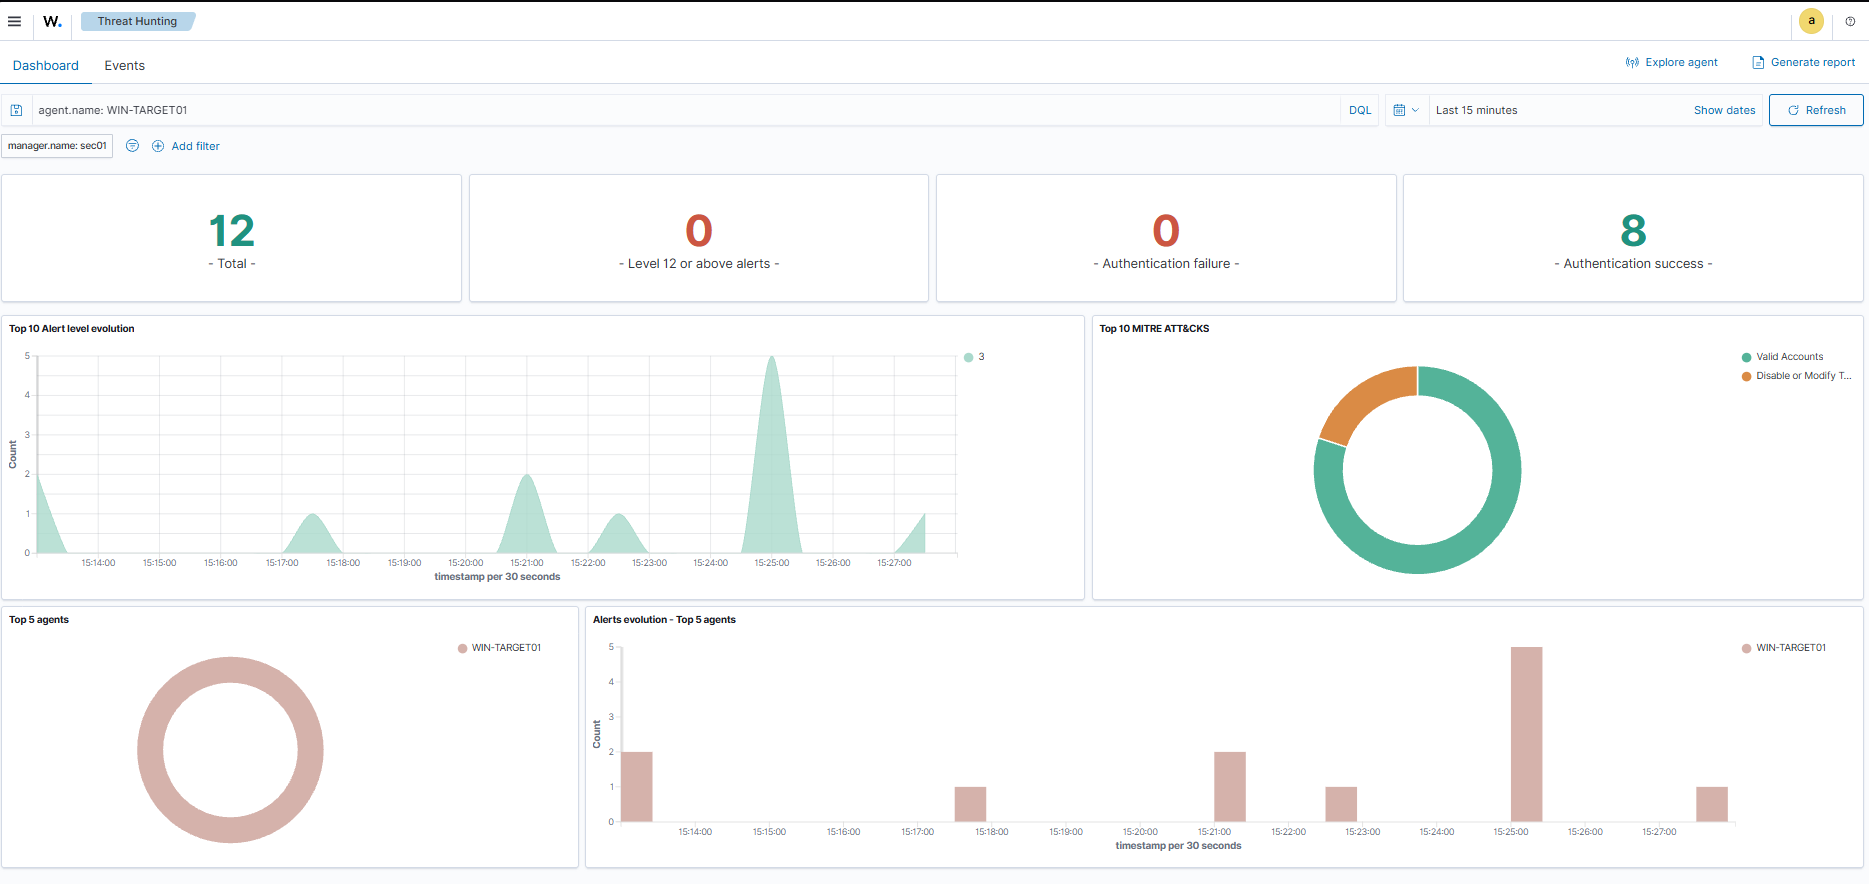 W. Threat Hunting a
Dashboard Events Explore agent Generate report
agent.name: WIN-TARGET01 DQL Last 15 minutes Show dates Refresh
manager.name: sec01 Add filter
12
- Total -
0
- Level 12 or above alerts -
0
- Authentication failure -
8
- Authentication success -
Top 10 Alert level evolution
5
4
3
2
1
0
Count
15:14:00 15:15:00 15:16:00 15:17:00 15:18:00 15:19:00 15:20:00 15:21:00 15:22:00 15:23:00 15:24:00 15:25:00 15:26:00 15:27:00
timestamp per 30 seconds
3
Top 10 MITRE ATT&CKS
Valid Accounts
Disable or Modify T...
Top 5 agents
WIN-TARGET01
Alerts evolution - Top 5 agents
5
4
3
2
1
0
Count
15:14:00 15:15:00 15:16:00 15:17:00 15:18:00 15:19:00 15:20:00 15:21:00 15:22:00 15:23:00 15:24:00 15:25:00 15:26:00 15:27:00
timestamp per 30 seconds
WIN-TARGET01